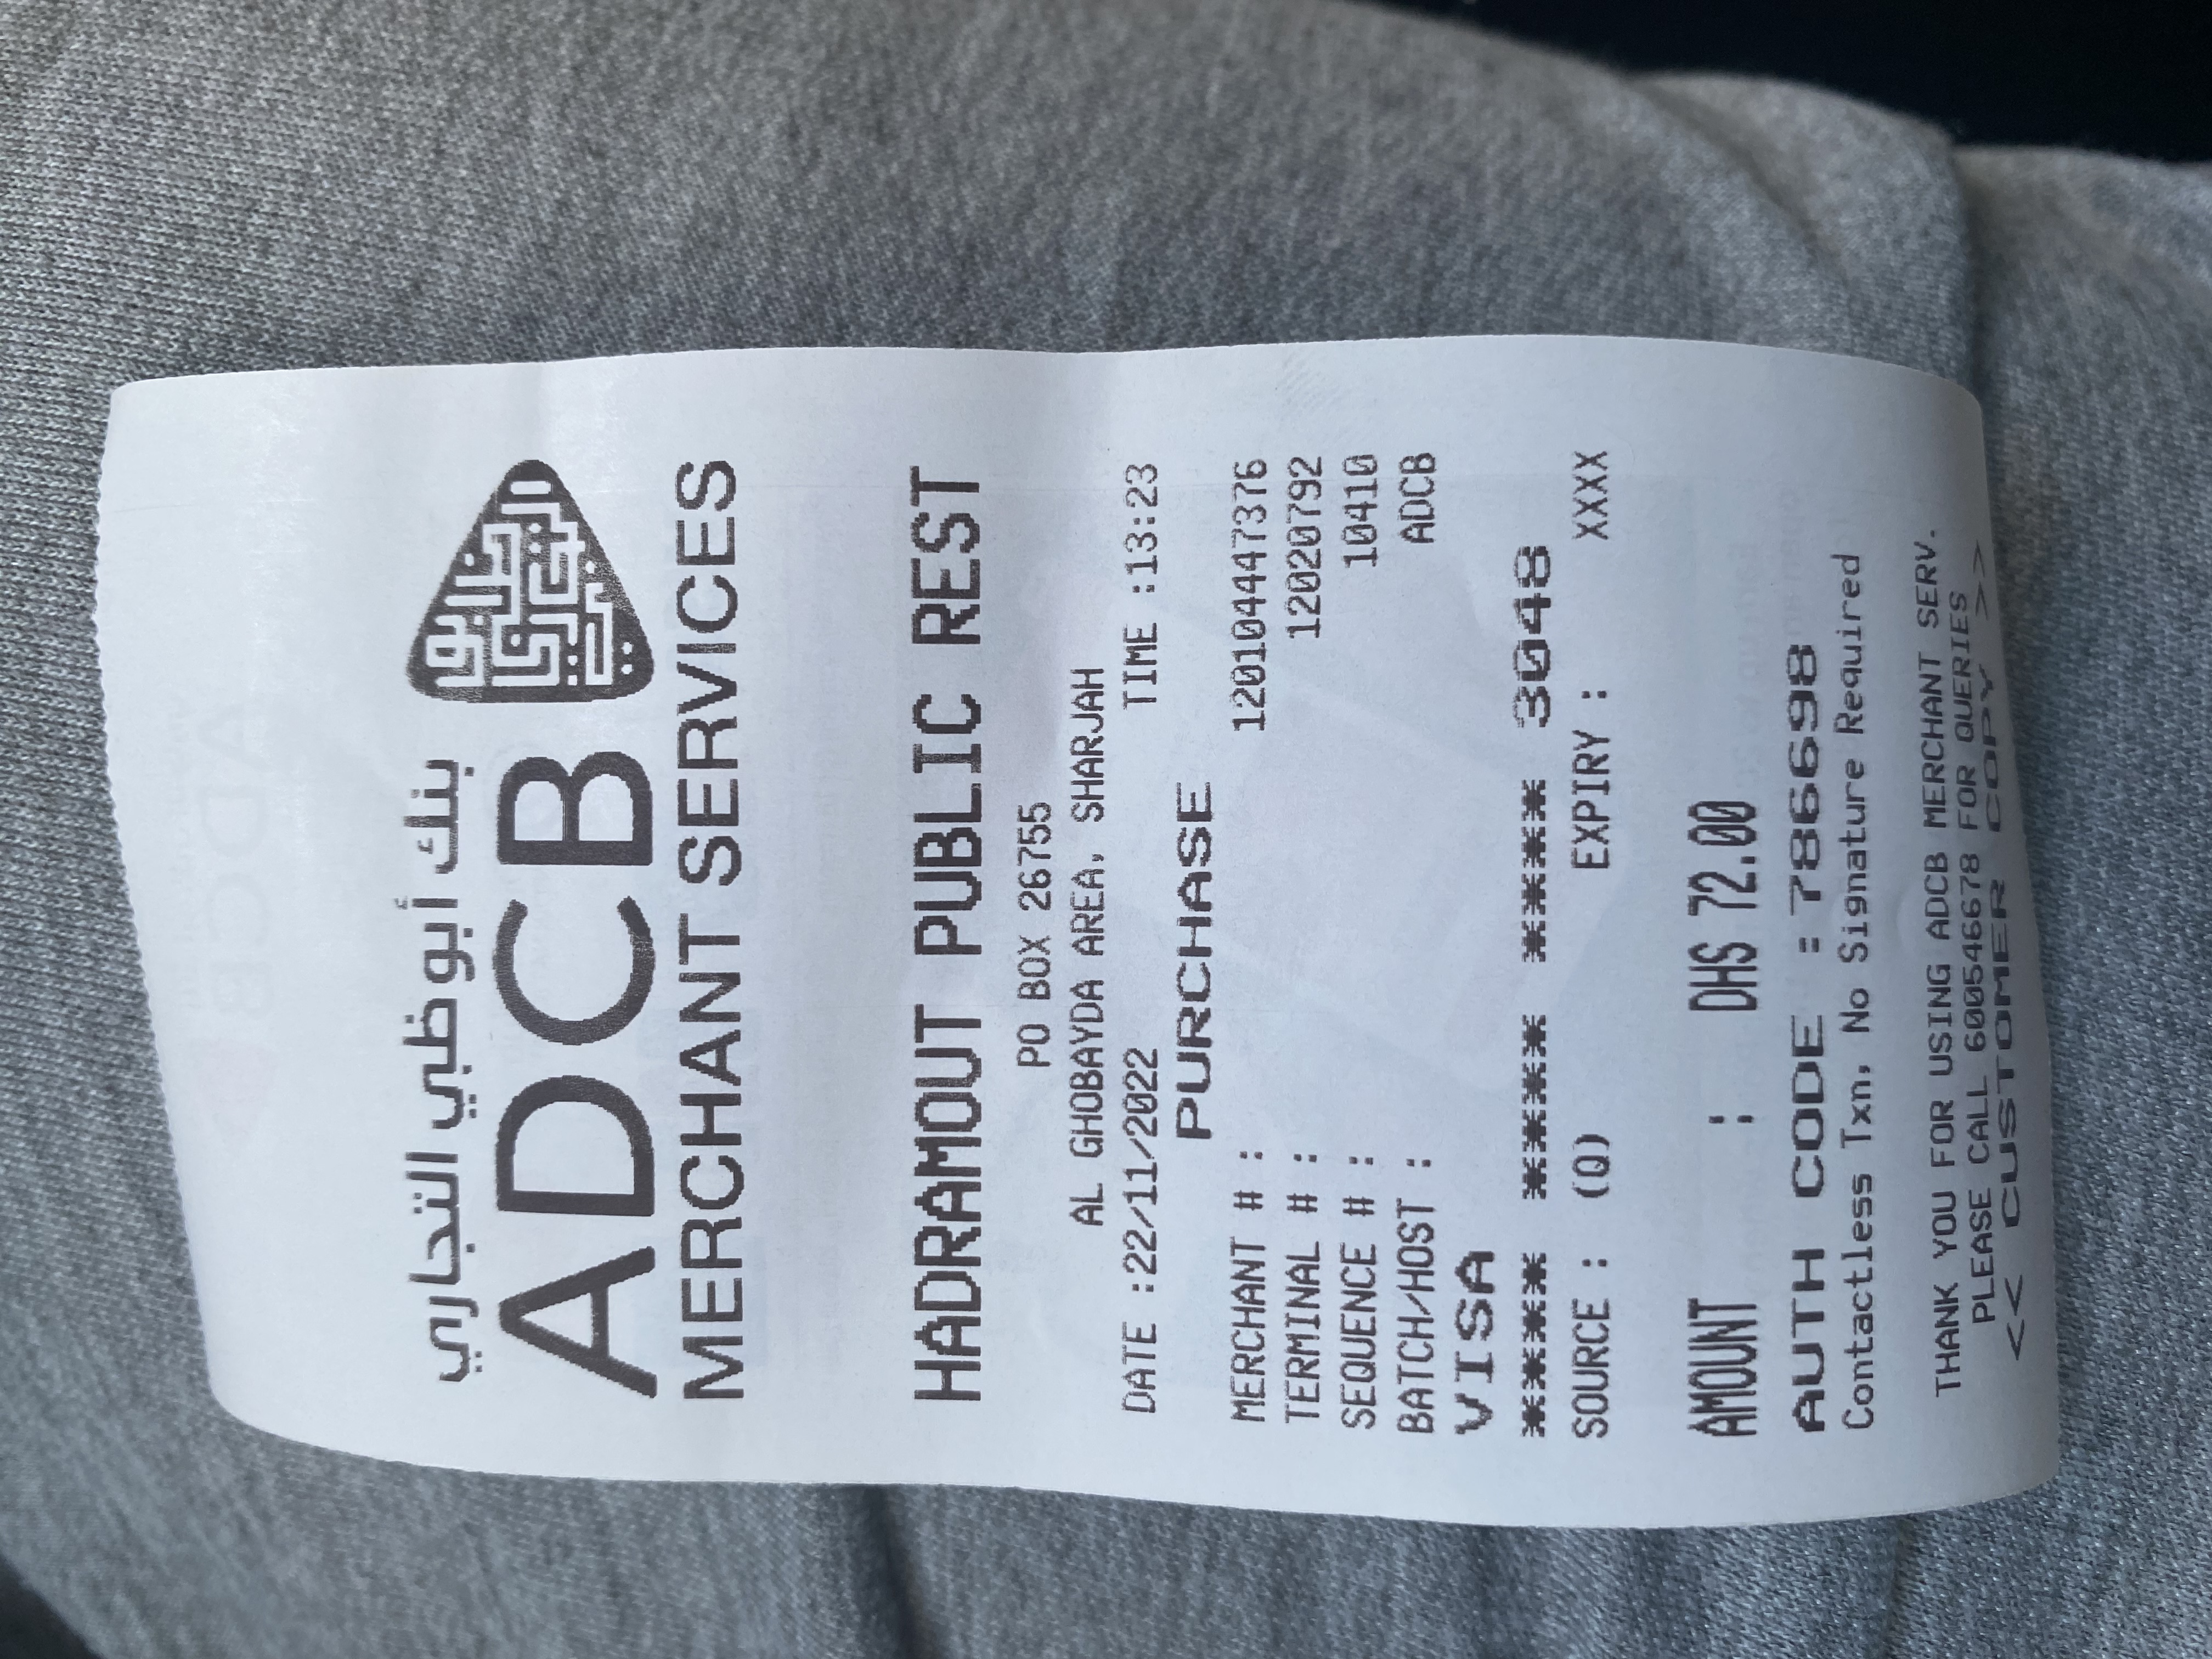 بنك أبوظبي التجاري
ADCB
MERCHANT SERVICES
HADRAMOUT PUBLIC REST
PO BOX 26755
AL GHOBAYDA AREA, SHARJAH
DATE :22/11/2022 TIME :13:23
PURCHASE
MERCHANT # : 120104447376
TERMINAL # : 12020792
SEQUENCE # : 104410
BATCH/HOST : ADCB
VISA
**** **** **** 3048
SOURCE : (Q) EXPIRY : XXXX
AMOUNT : DHS 72.00
AUTH CODE : 786698
Contactless Txn, No Signature Required
THANK YOU FOR USING ADCB MERCHANT SERV.
PLEASE CALL 600546678 FOR QUERIES
<< CUSTOMER COPY >>